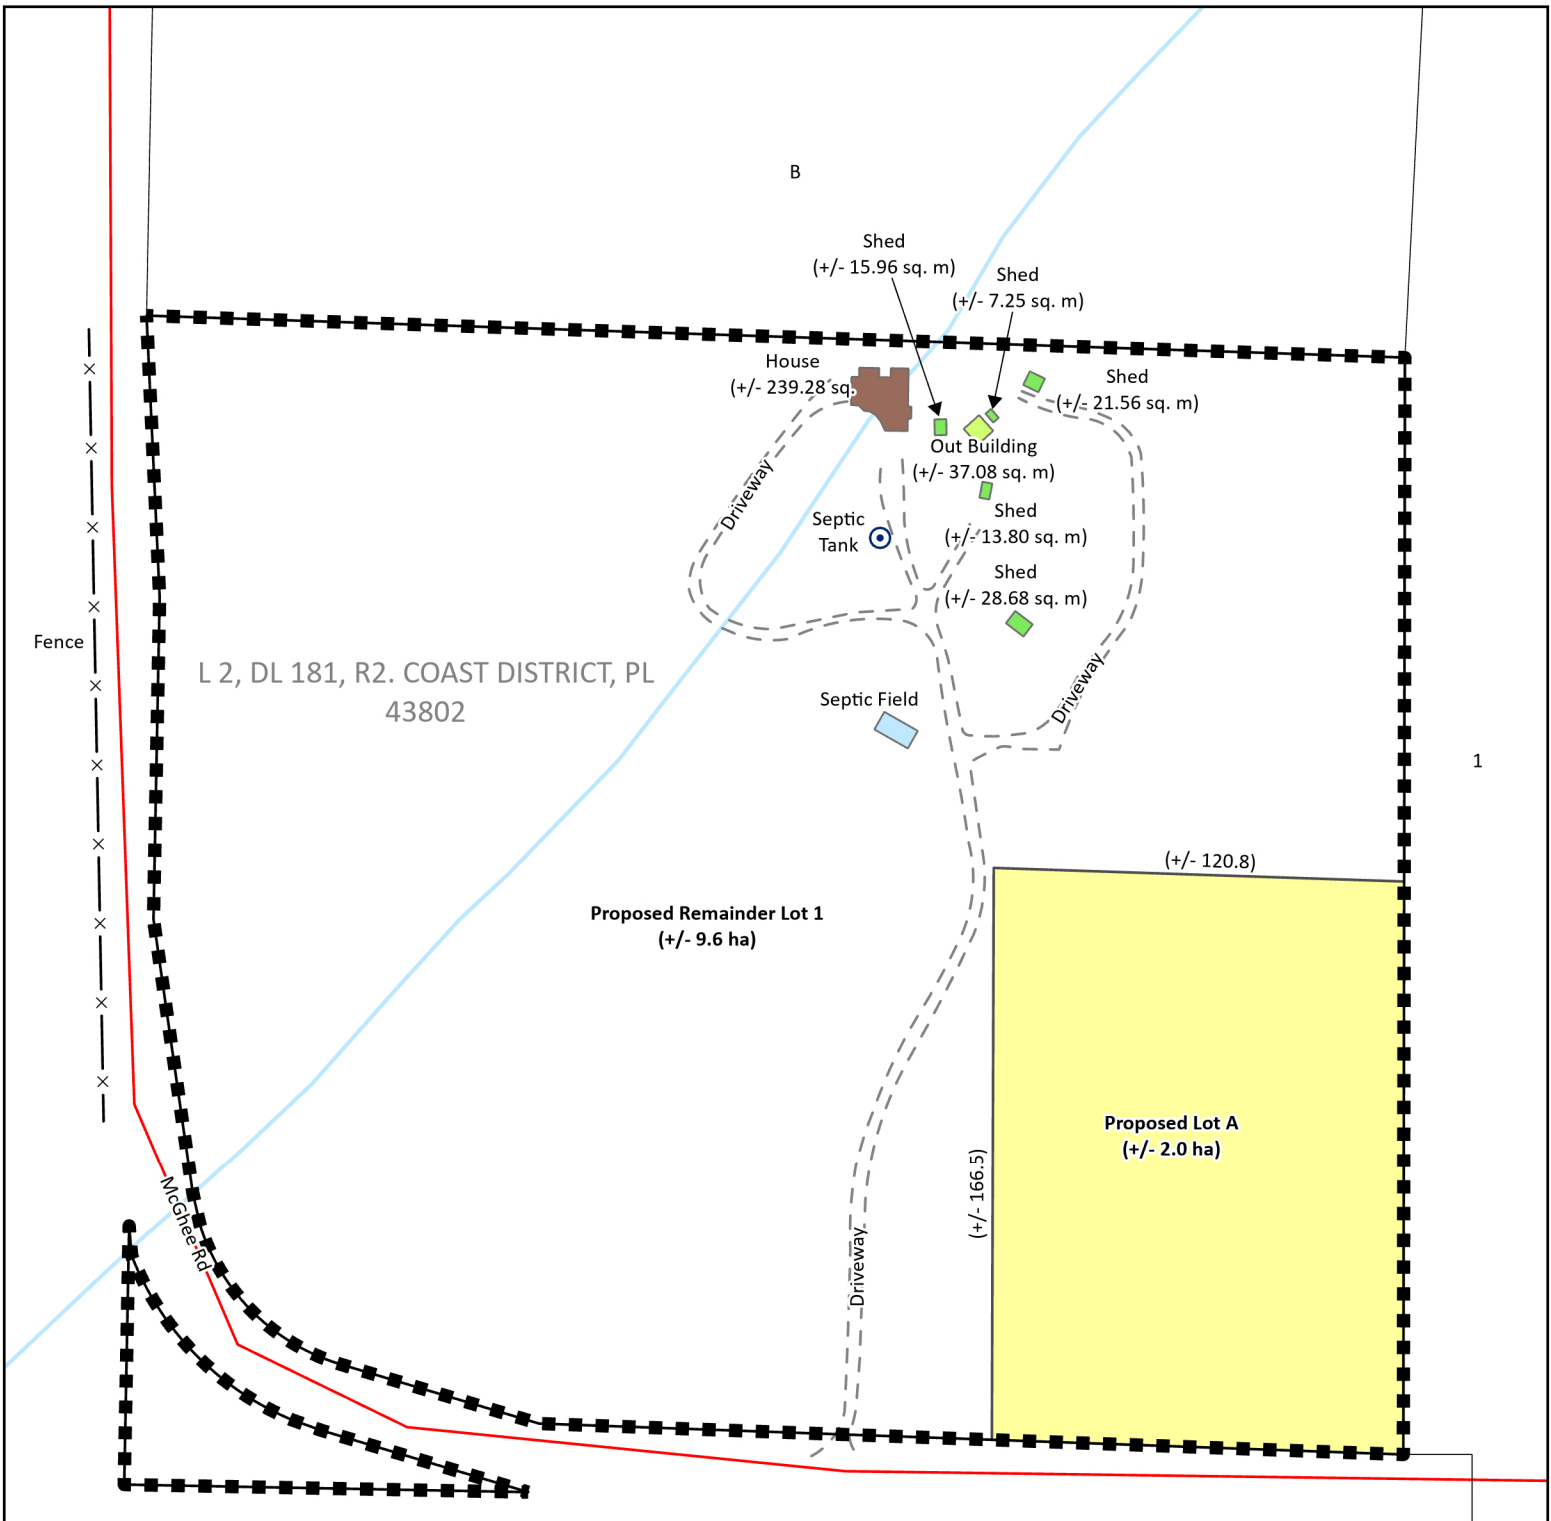 B
Shed
(+/- 15.96 sq. m)
Shed
(+/- 7.25 sq. m)
House
(+/- 239.28 sq.
Shed
(+/- 21.56 sq. m)
Out Building
(+/- 37.08 sq. m)
Driveway
Septic
Tank
Shed
(+/- 13.80 sq. m)
Shed
(+/- 28.68 sq. m)
Fence
L 2, DL 181, R2. COAST DISTRICT, PL
43802
Septic Field
Driveway
1
(+/- 120.8)
Proposed Remainder Lot 1
(+/- 9.6 ha)
Proposed Lot A
(+/- 2.0 ha)
(+/- 166.5)
McGhee Rd
Driveway